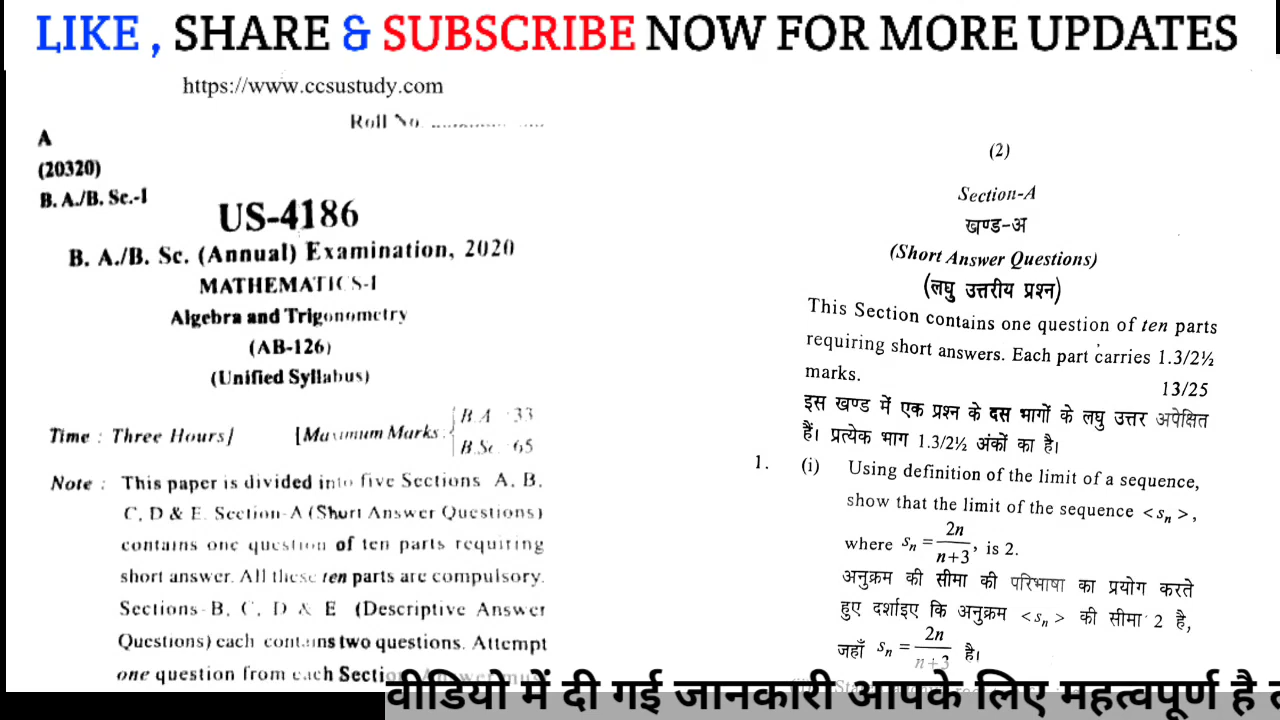 LIKE , SHARE & SUBSCRIBE NOW FOR MORE UPDATES
https://www.ccsustudy.com
Roll No. ....................
A
(20320)
B. A./B. Sc.-I
US-4186
B. A./B. Sc. (Annual) Examination, 2020
MATHEMATICS-I
Algebra and Trigonometry
(AB-126)
(Unified Syllabus)
Time : Three Hours] [Maximum Marks : { B.A. : 33
B.Sc. : 65
Note : This paper is divided into five Sections A, B,
C, D & E. Section-A (Short Answer Questions)
contains one question of ten parts requiring
short answer. All these ten parts are compulsory.
Sections-B, C, D & E (Descriptive Answer
Questions) each contains two questions. Attempt
one question from each Section. Answer must
(2)
Section-A
खण्ड-अ
(Short Answer Questions)
(लघु उत्तरीय प्रश्न)
This Section contains one question of ten parts
requiring short answers. Each part carries 1.3/2½
marks. 13/25
इस खण्ड में एक प्रश्न के दस भागों के लघु उत्तर अपेक्षित
हैं। प्रत्येक भाग 1.3/2½ अंकों का है।
1. (i) Using definition of the limit of a sequence,
show that the limit of the sequence <sₙ>,
where sₙ = 2n/(n+3), is 2.
अनुक्रम की सीमा की परिभाषा का प्रयोग करते
हुए दर्शाइए कि अनुक्रम <sₙ> की सीमा 2 है,
जहाँ sₙ = 2n/(n+3) है।
वीडियो में दी गई जानकारी आपके लिए महत्वपूर्ण है